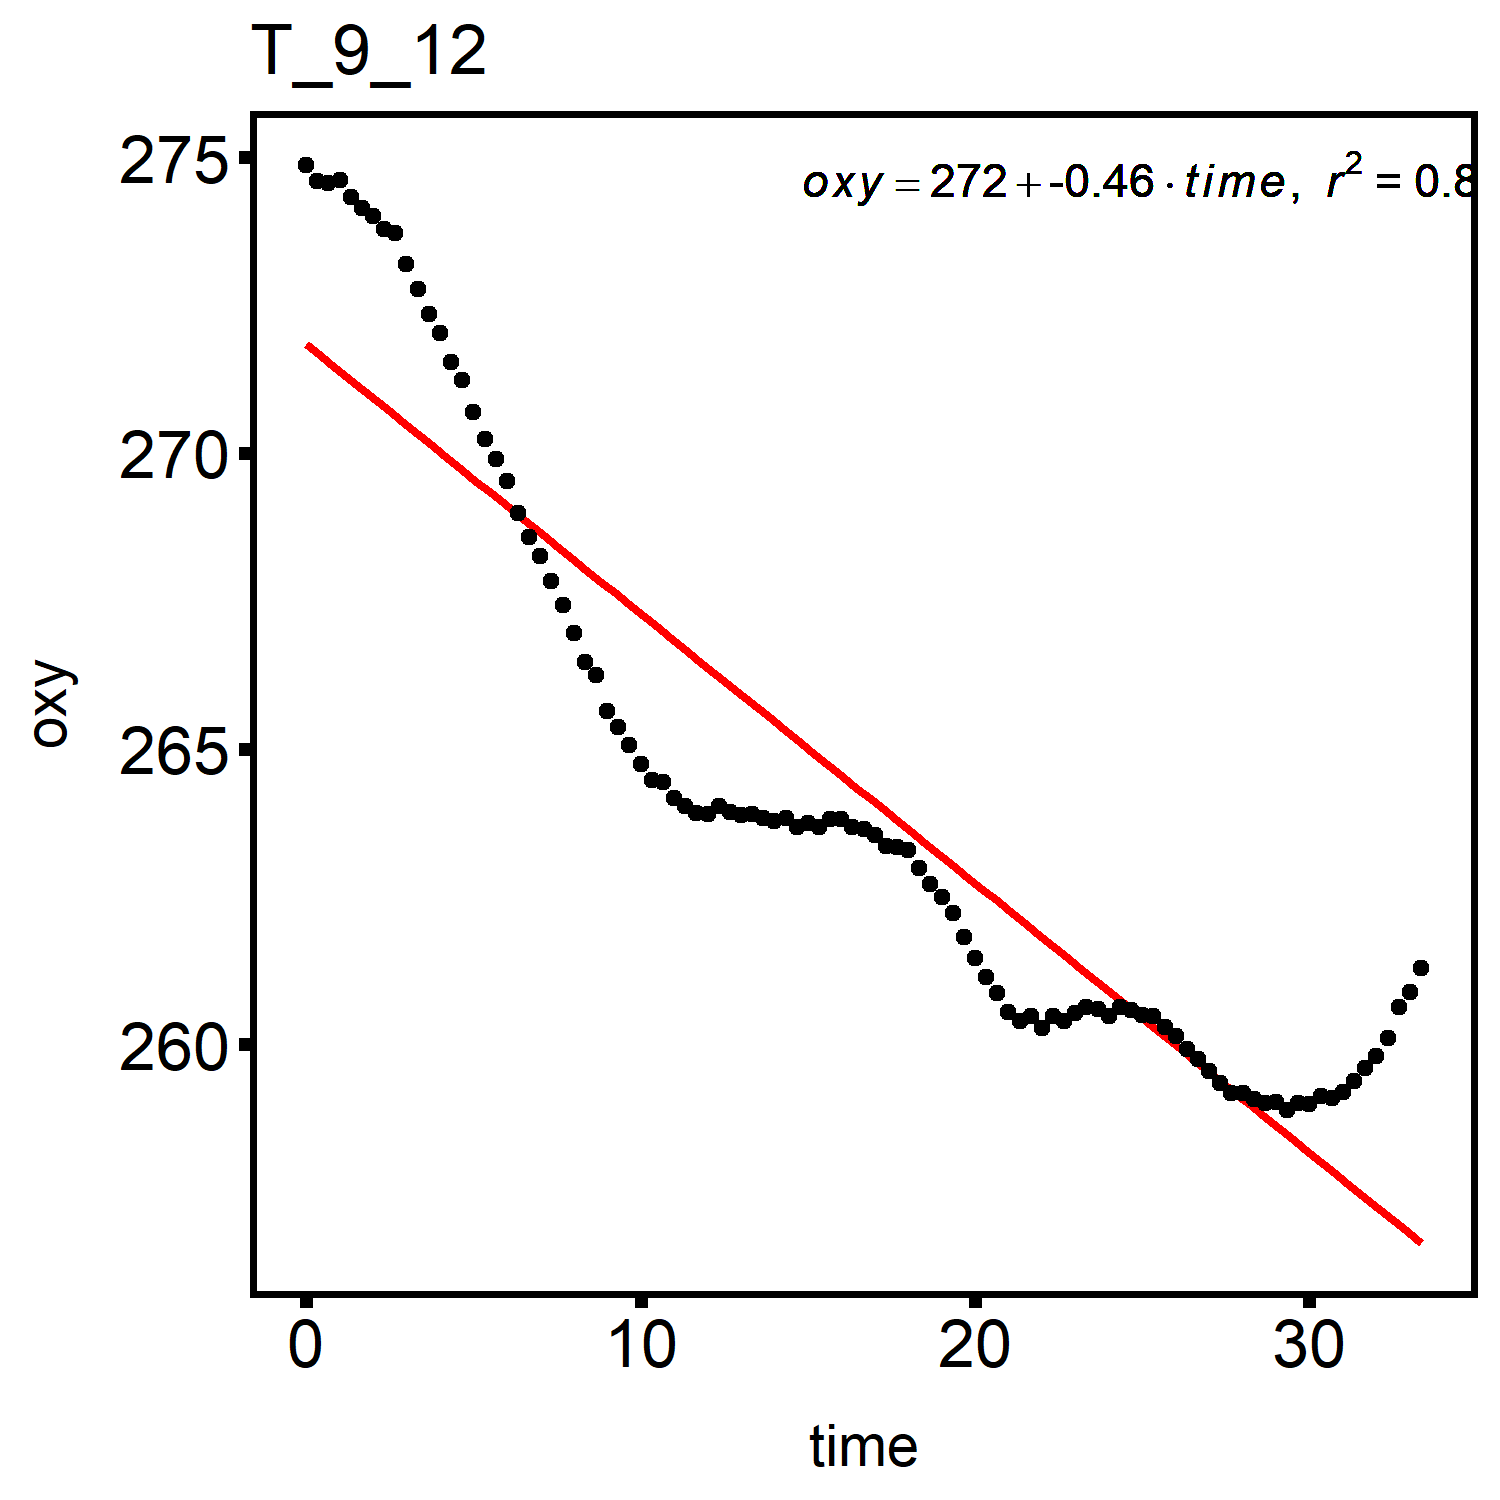 T_9_12
oxy = 272 + -0.46 · time, r² = 0.8
275
270
265
260
oxy
0 10 20 30
time